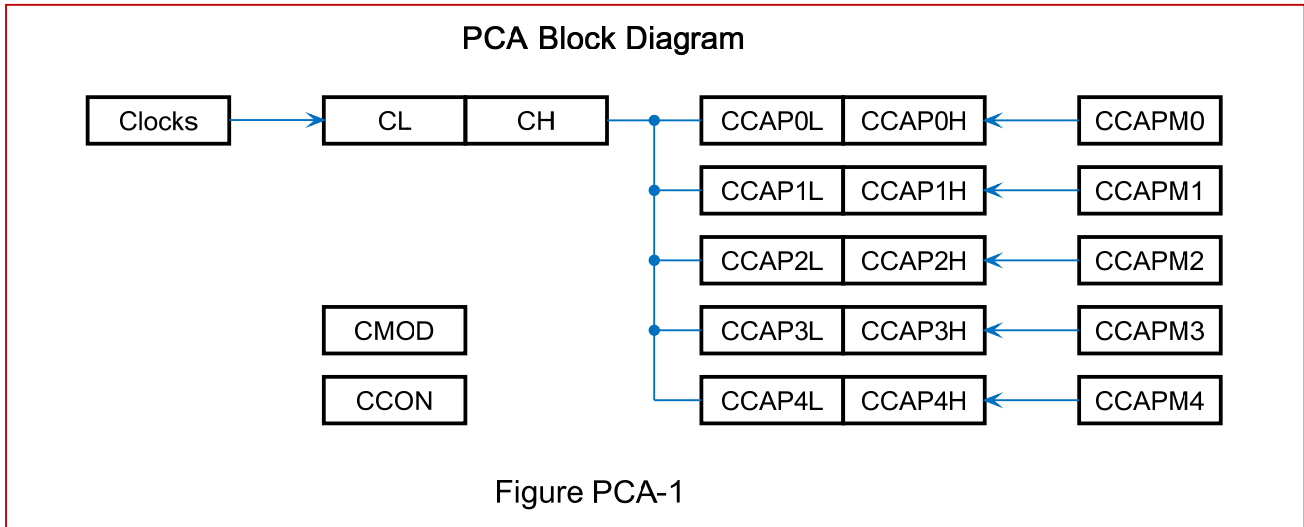 PCA Block Diagram
Clocks CL CH CCAP0L CCAP0H CCAPM0
CCAP1L CCAP1H CCAPM1
CCAP2L CCAP2H CCAPM2
CMOD CCAP3L CCAP3H CCAPM3
CCON CCAP4L CCAP4H CCAPM4
Figure PCA-1